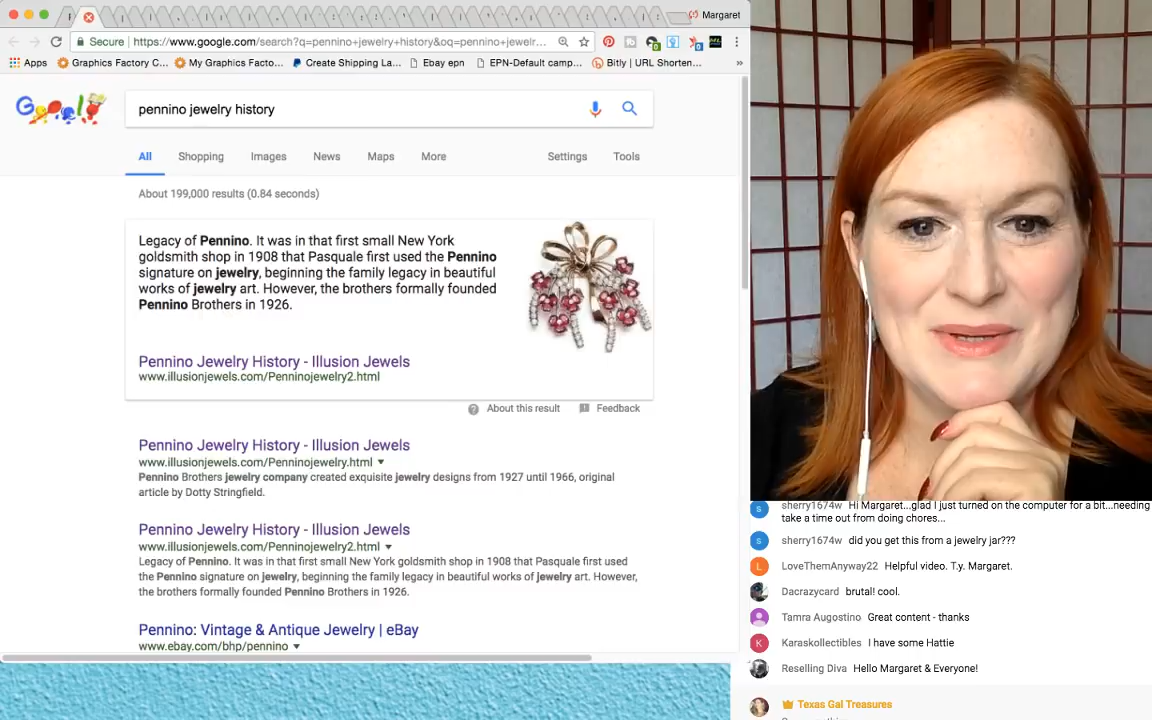 Margaret
Secure | https://www.google.com/search?q=pennino+jewelry+history&oq=pennino+jewelr...
Apps Graphics Factory C... My Graphics Facto... Create Shipping La... Ebay epn EPN-Default camp... Bitly | URL Shorten... »
Google
pennino jewelry history
All Shopping Images News Maps More Settings Tools
About 199,000 results (0.84 seconds)
Legacy of Pennino. It was in that first small New York
goldsmith shop in 1908 that Pasquale first used the Pennino
signature on jewelry, beginning the family legacy in beautiful
works of jewelry art. However, the brothers formally founded
Pennino Brothers in 1926.
Pennino Jewelry History - Illusion Jewels
www.illusionjewels.com/Penninojewelry2.html
About this result Feedback
Pennino Jewelry History - Illusion Jewels
www.illusionjewels.com/Penninojewelry.html
Pennino Brothers jewelry company created exquisite jewelry designs from 1927 until 1966, original
article by Dotty Stringfield.
Pennino Jewelry History - Illusion Jewels
www.illusionjewels.com/Penninojewelry2.html
Legacy of Pennino. It was in that first small New York goldsmith shop in 1908 that Pasquale first used
the Pennino signature on jewelry, beginning the family legacy in beautiful works of jewelry art. However,
the brothers formally founded Pennino Brothers in 1926.
Pennino: Vintage & Antique Jewelry | eBay
www.ebay.com/bhp/pennino
sherry1674w Hi Margaret...glad I just turned on the computer for a bit...needing
take a time out from doing chores...
s sherry1674w did you get this from a jewelry jar???
L LoveThemAnyway22 Helpful video. T.y. Margaret.
Dacrazycard brutal! cool.
Tamra Augostino Great content - thanks
K Karaskollectibles I have some Hattie
Reselling Diva Hello Margaret & Everyone!
Texas Gal Treasures